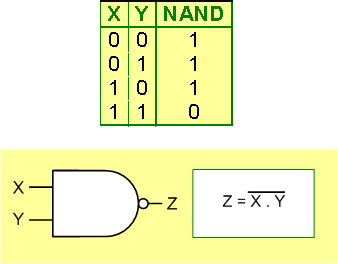 X Y NAND
0 0 1
0 1 1
1 0 1
1 1 0
X
Y
Z
Z = X̅ ̅.̅ ̅Y̅